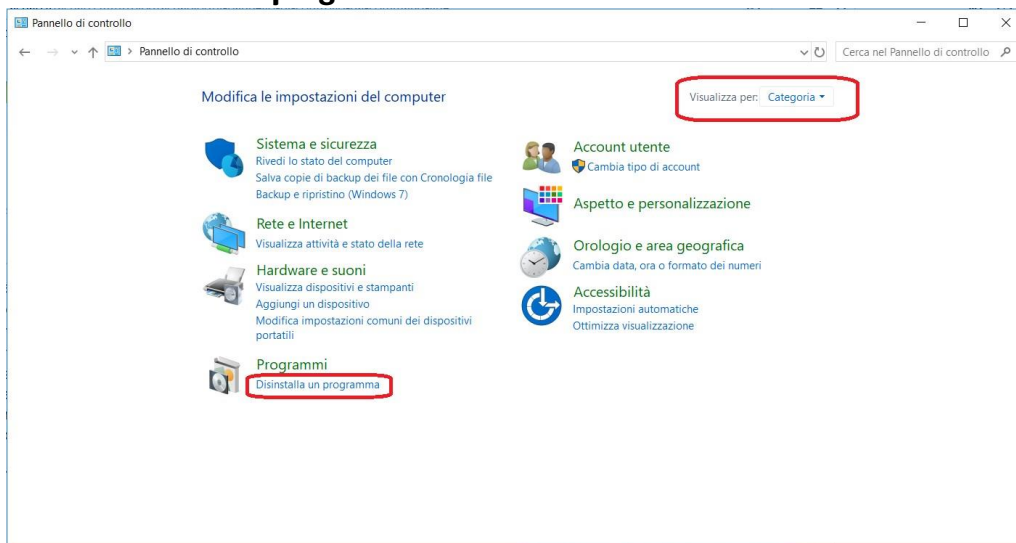 Pannello di controllo
Pannello di controllo
Cerca nel Pannello di controllo
Modifica le impostazioni del computer
Visualizza per: Categoria
Sistema e sicurezza
Rivedi lo stato del computer
Salva copie di backup dei file con Cronologia file
Backup e ripristino (Windows 7)
Rete e Internet
Visualizza attività e stato della rete
Hardware e suoni
Visualizza dispositivi e stampanti
Aggiungi un dispositivo
Modifica impostazioni comuni dei dispositivi
portatili
Programmi
Disinstalla un programma
Account utente
Cambia tipo di account
Aspetto e personalizzazione
Orologio e area geografica
Cambia data, ora o formato dei numeri
Accessibilità
Impostazioni automatiche
Ottimizza visualizzazione